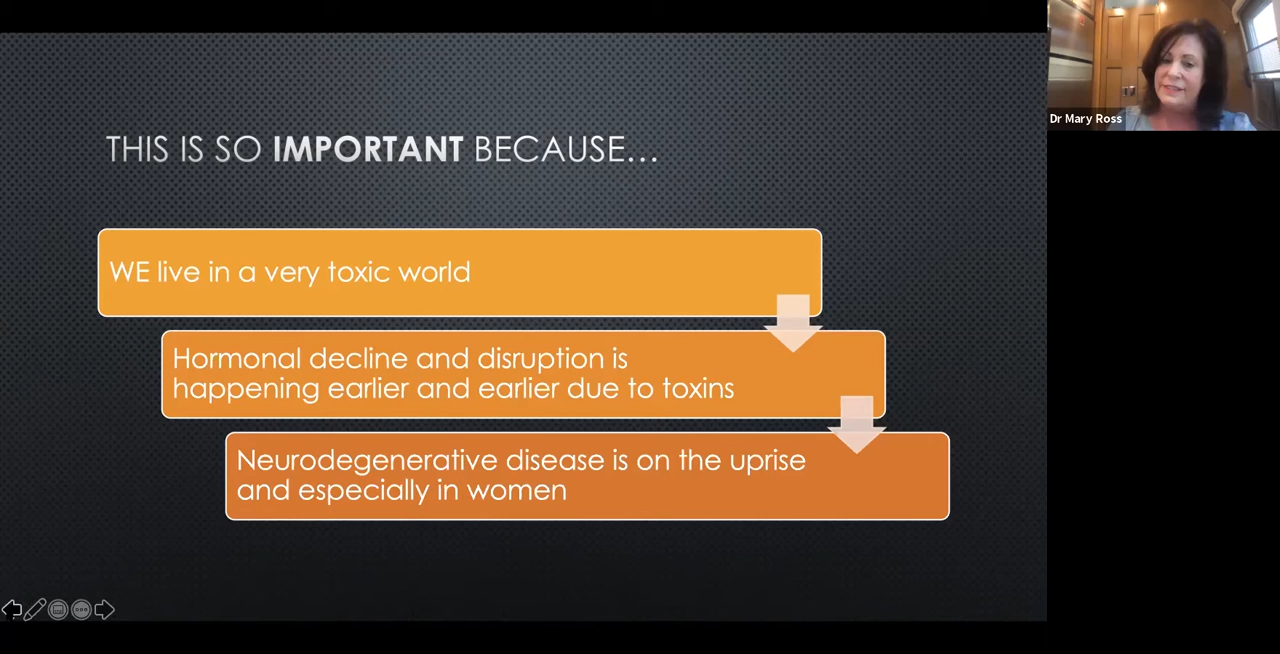 Dr Mary Ross
THIS IS SO IMPORTANT BECAUSE...
WE live in a very toxic world
Hormonal decline and disruption is
happening earlier and earlier due to toxins
Neurodegenerative disease is on the uprise
and especially in women